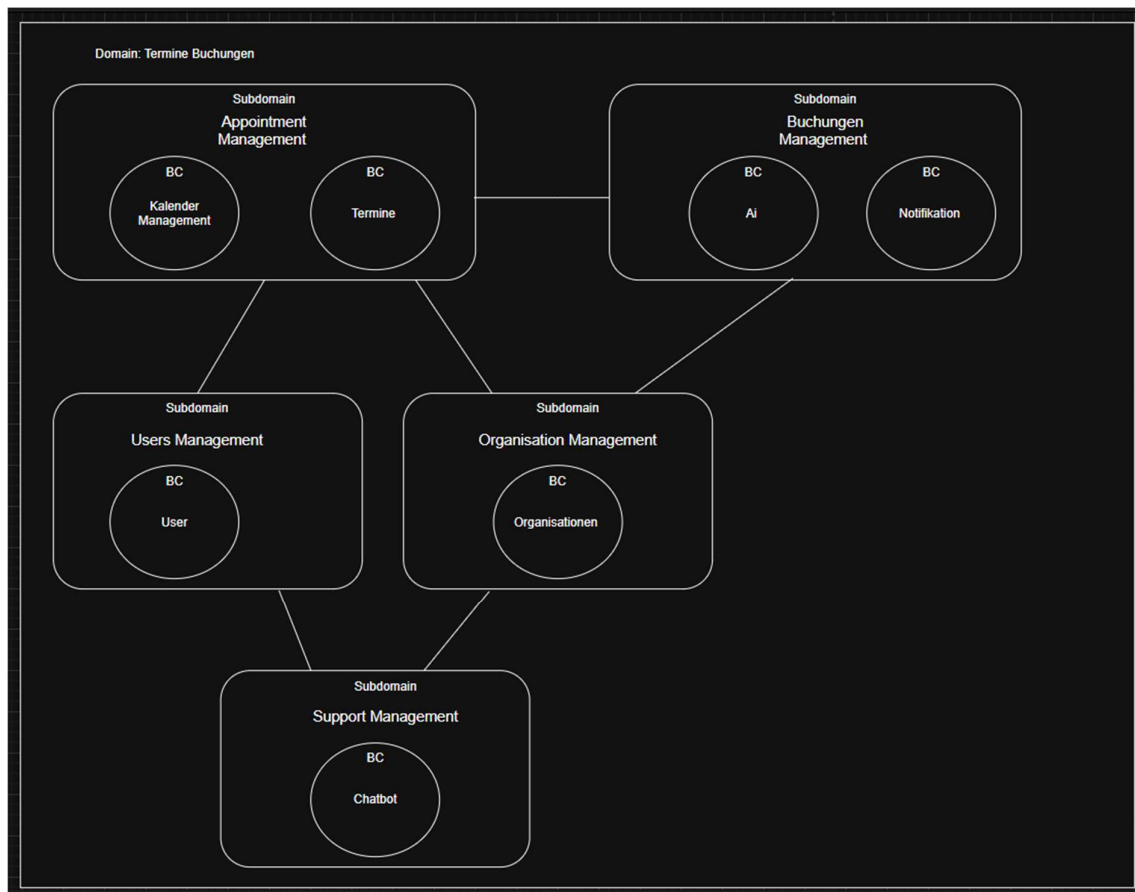 Domain: Termine Buchungen
Subdomain
Appointment
Management
BC
Kalender
Management
BC
Termine
Subdomain
Buchungen
Management
BC
Ai
BC
Notifikation
Subdomain
Users Management
BC
User
Subdomain
Organisation Management
BC
Organisationen
Subdomain
Support Management
BC
Chatbot